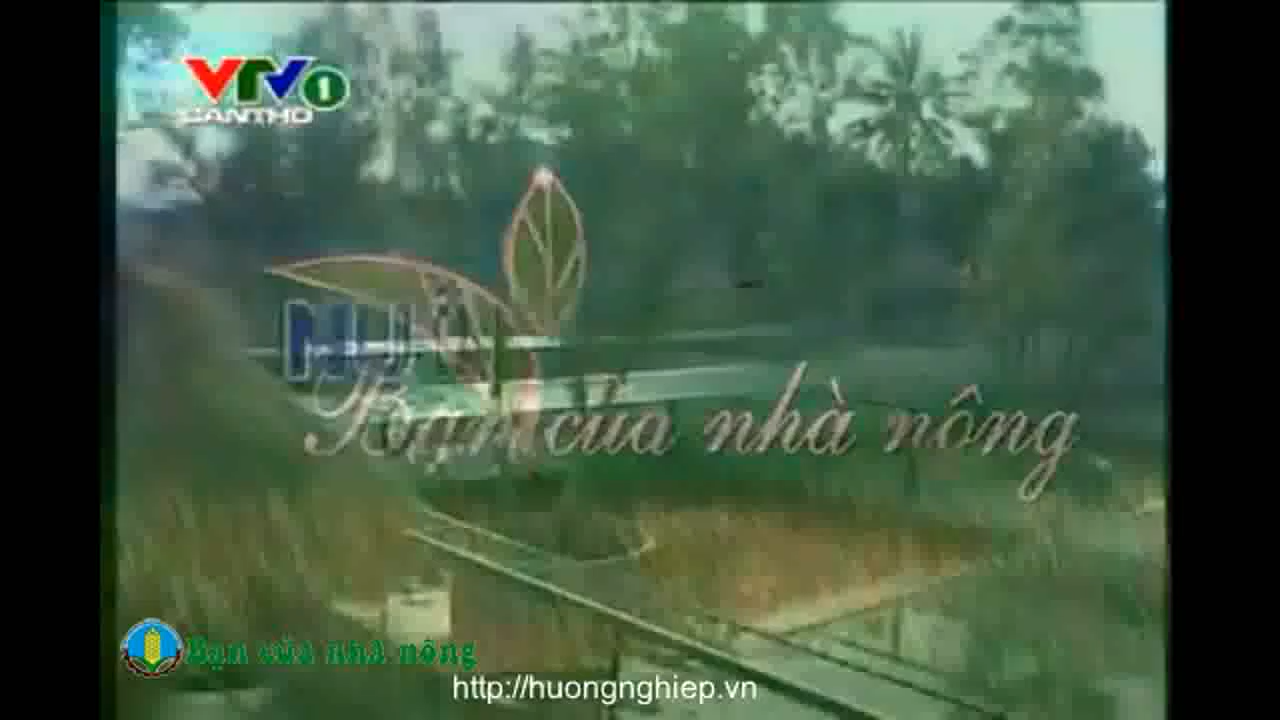 VTV1
CANTHO
Bạn của nhà nông
Bạn của nhà nông
http://huongnghiep.vn